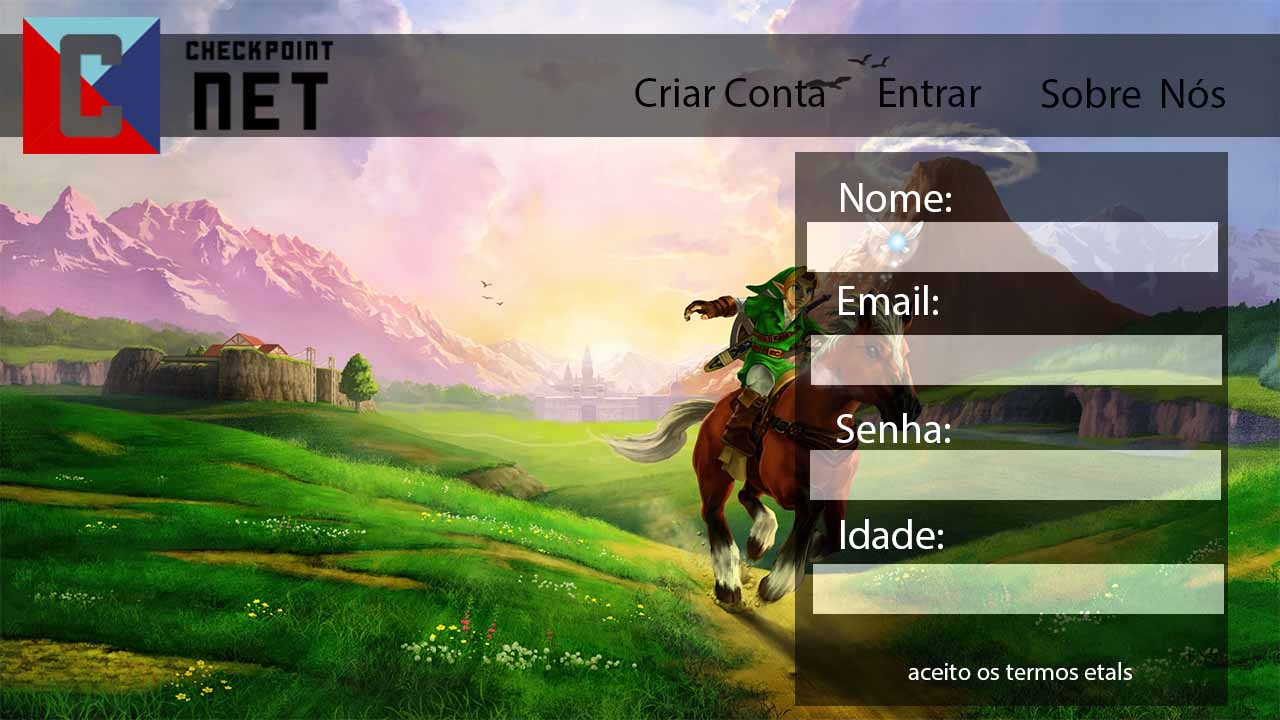 CHECKPOINT
NET
Criar Conta Entrar Sobre Nós
Nome:
Email:
Senha:
Idade:
aceito os termos etals